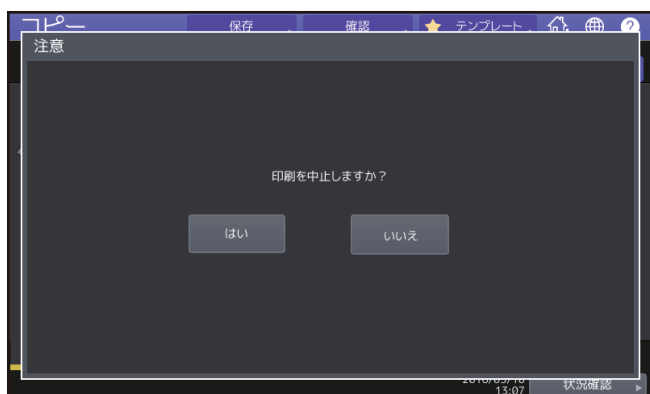 コピー
保存
確認
テンプレート
注意
印刷を中止しますか?
はい
いいえ
13:07
状況確認